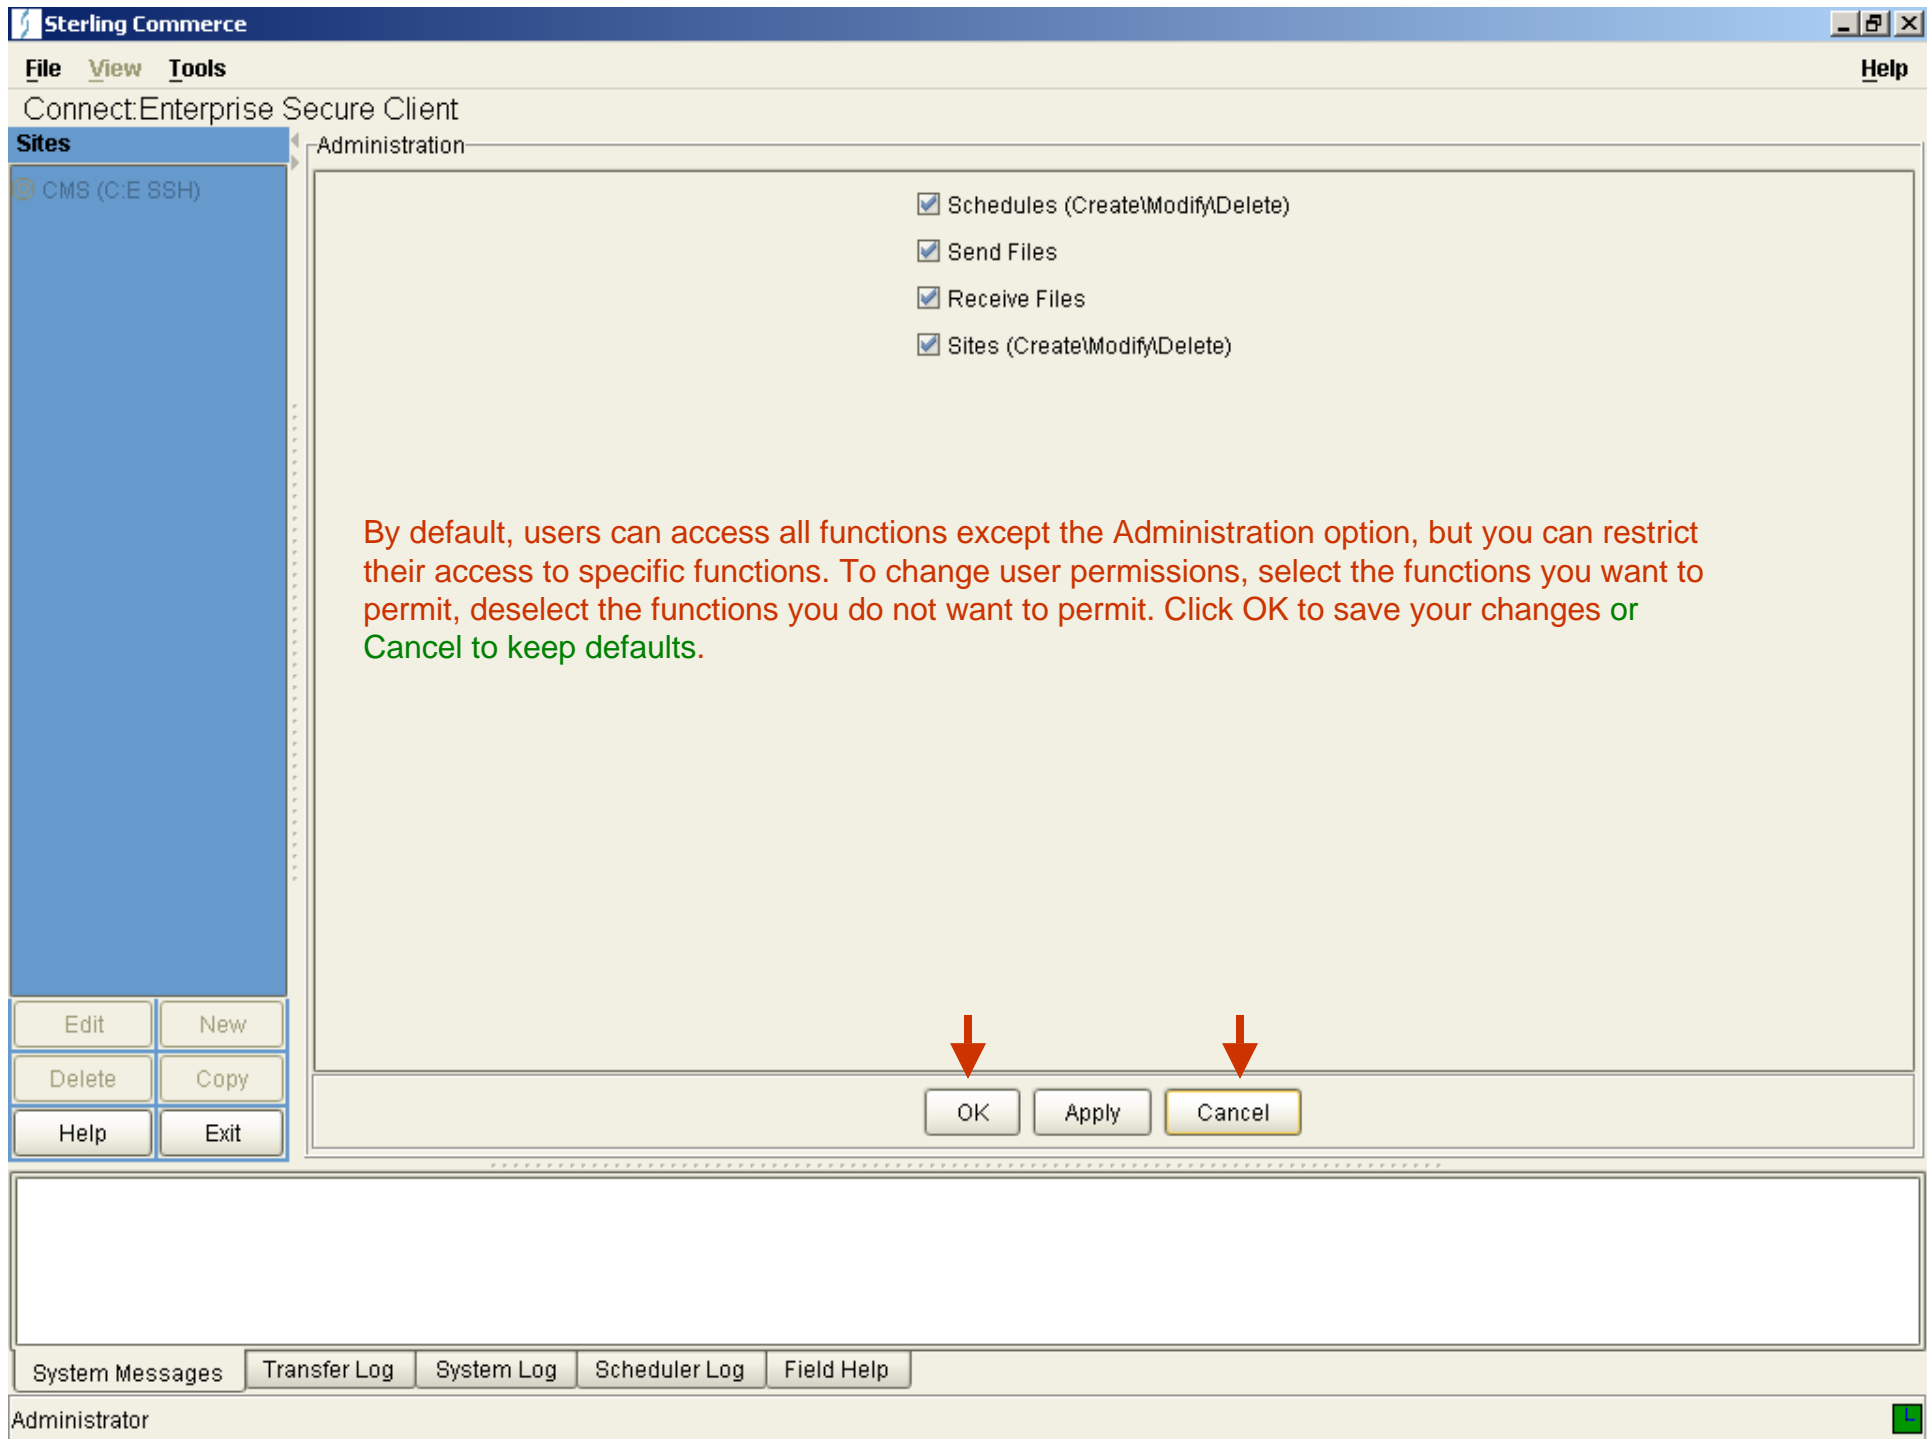 Sterling Commerce
File View Tools Help
Connect:Enterprise Secure Client
Sites
Administration
CMS (C:E SSH)
Schedules (Create\Modify\Delete)
Send Files
Receive Files
Sites (Create\Modify\Delete)
By default, users can access all functions except the Administration option, but you can restrict
their access to specific functions. To change user permissions, select the functions you want to
permit, deselect the functions you do not want to permit. Click OK to save your changes or
Cancel to keep defaults.
Edit New
Delete Copy
Help Exit
OK Apply Cancel
System Messages Transfer Log System Log Scheduler Log Field Help
Administrator